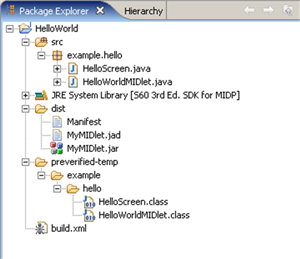 Package Explorer Hierarchy
HelloWorld
src
example.hello
HelloScreen.java
HelloWorldMIDlet.java
JRE System Library [S60 3rd Ed. SDK for MIDP]
dist
Manifest
MyMIDlet.jad
MyMIDlet.jar
preverified-temp
example
hello
HelloScreen.class
HelloWorldMIDlet.class
build.xml